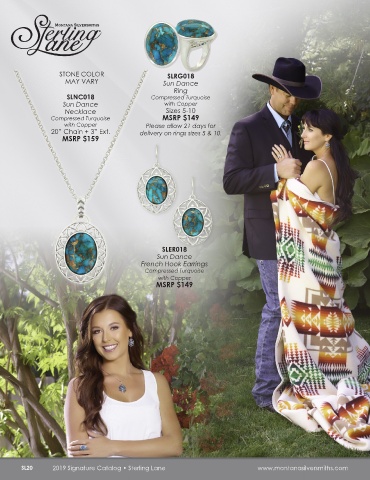 MONTANA SILVERSMITHS
Sterling
Lane
STONE COLOR
MAY VARY
SLNC018
Sun Dance
Necklace
Compressed Turquoise
with Copper
20" Chain + 3" Ext.
MSRP $159
SLRG018
Sun Dance
Ring
Compressed Turquoise
with Copper
Sizes 5-10
MSRP $149
Please allow 21 days for
delivery on rings sizes 5 & 10.
SLER018
Sun Dance
French Hook Earrings
Compressed Turquoise
with Copper
MSRP $149
SL20 2019 Signature Catalog • Sterling Lane www.montanasilversmiths.com